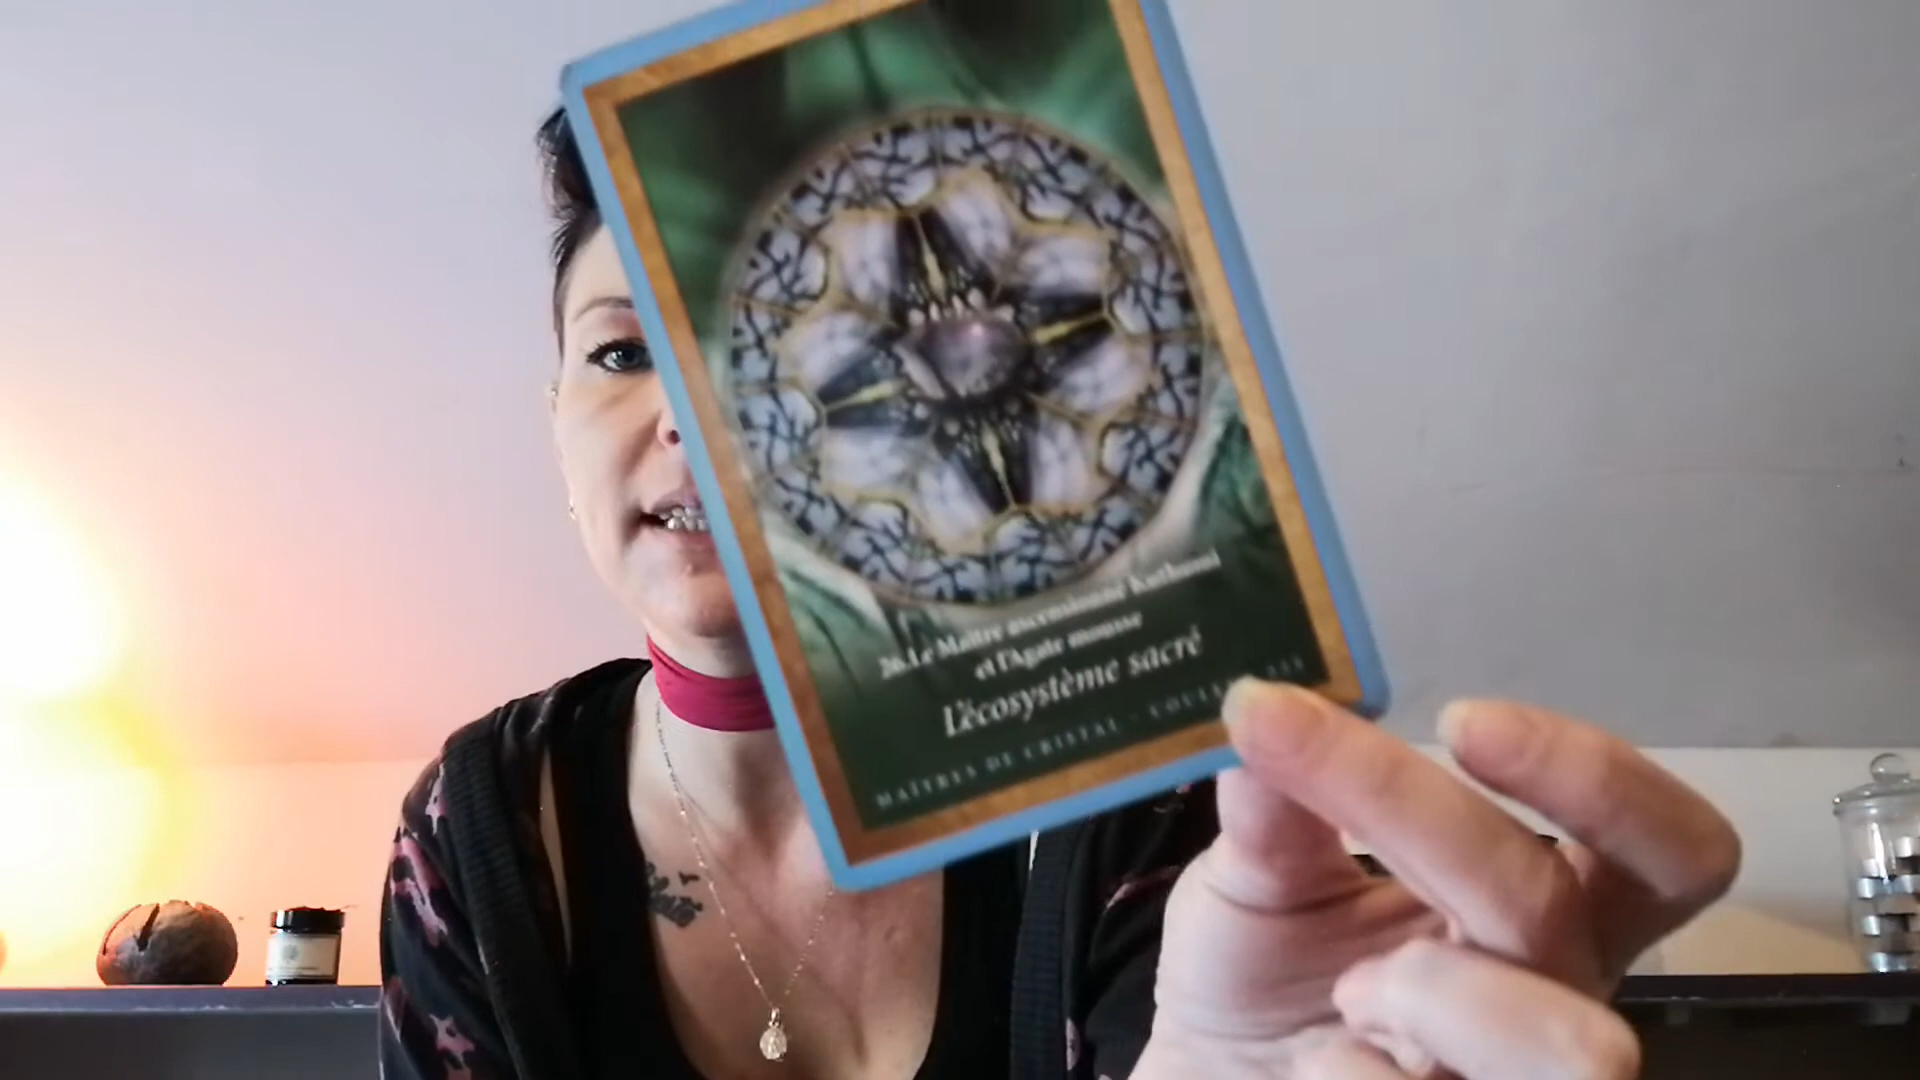 26. Le Maître ascensionné Kuthumi
et l'Agate mousse
L'écosystème sacré
MAÎTRES DE CRISTAL -